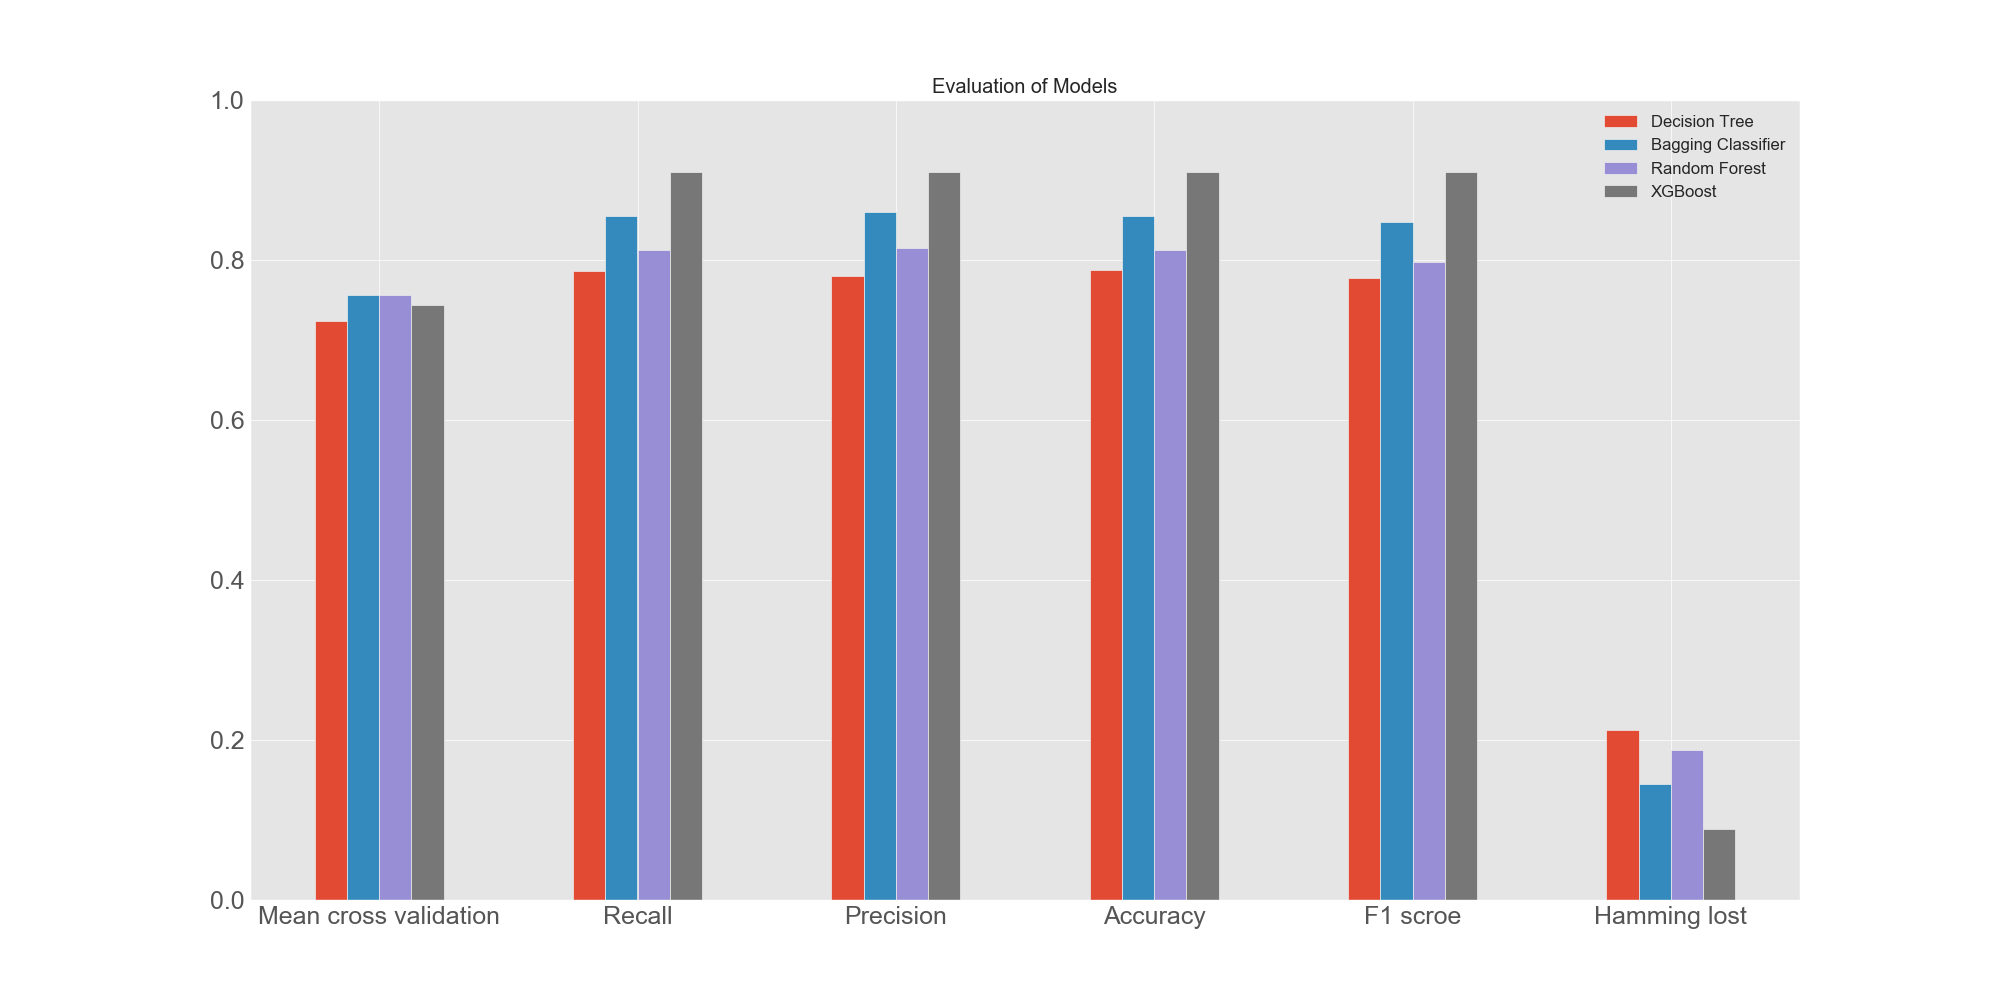 Evaluation of Models
1.0
0.8
0.6
0.4
0.2
0.0
Decision Tree
Bagging Classifier
Random Forest
XGBoost
Mean cross validation
Recall
Precision
Accuracy
F1 scroe
Hamming lost